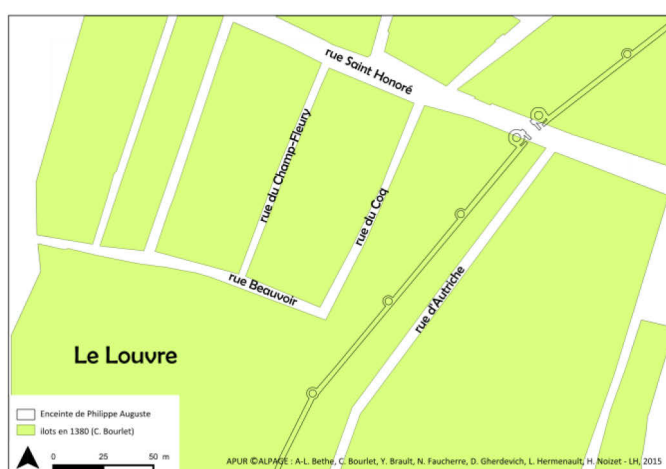 rue Saint Honoré
rue du Champ-Fleury
rue du Coq
rue Beauvoir
rue d'Autriche
Le Louvre
Enceinte de Philippe Auguste
ilots en 1380 (C. Bourlet)
0 25 50 m
APUR ©ALPAGE : A-L. Bethe, C. Bourlet, Y. Brault, N. Faucherre, D. Gherdevich, L. Hermenault, H. Noizet - LH, 2015.